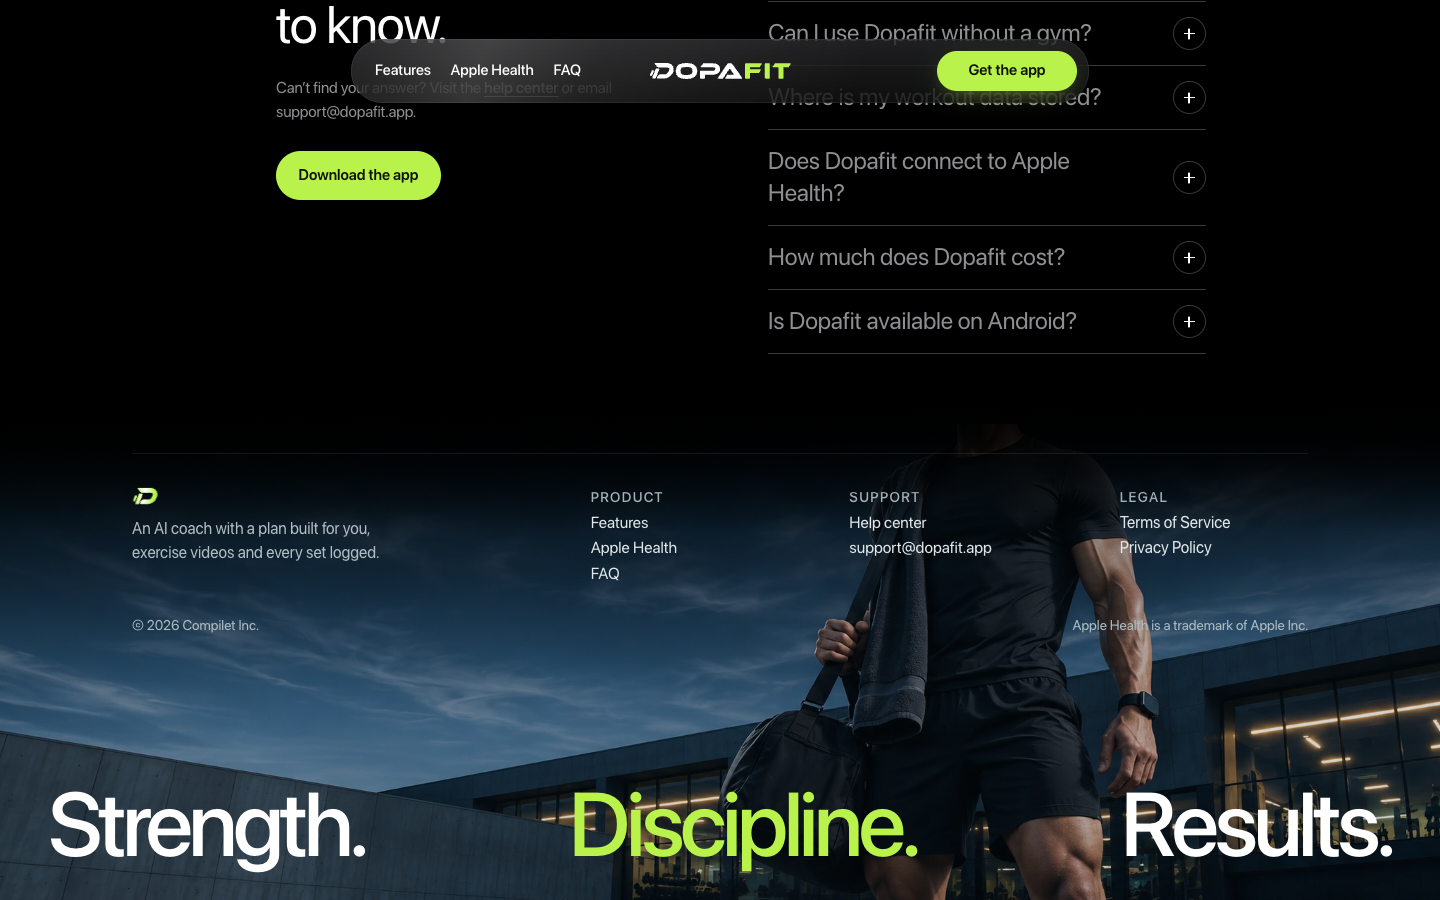 to know.
Can't find your answer? Visit the help center or email
support@dopafit.app.
Download the app
Features
Apple Health
FAQ
DOPAFIT
Get the app
Can I use Dopafit without a gym?
Where is my workout data stored?
Does Dopafit connect to Apple
Health?
How much does Dopafit cost?
Is Dopafit available on Android?
An AI coach with a plan built for you,
exercise videos and every set logged.
PRODUCT
Features
Apple Health
FAQ
SUPPORT
Help center
support@dopafit.app
LEGAL
Terms of Service
Privacy Policy
© 2026 Compilet Inc.
Apple Health is a trademark of Apple Inc.
Strength.
Discipline.
Results.